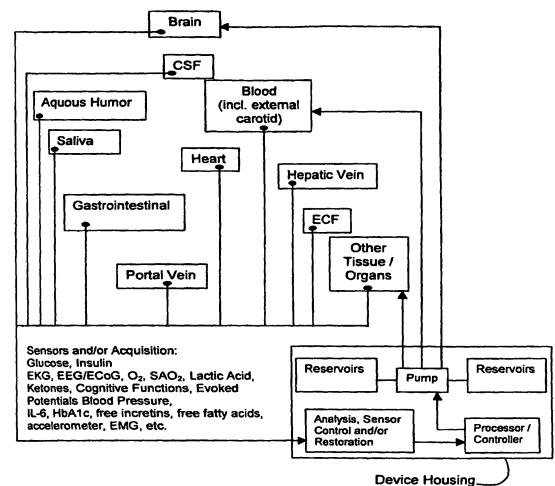 Brain
CSF
Blood
(incl. external
carotid)
Aquous Humor
Saliva
Heart
Hepatic Vein
Gastrointestinal
ECF
Other
Tissue /
Organs
Portal Vein
Sensors and/or Acquisition:
Glucose, Insulin
EKG, EEG/ECoG, O₂, SAO₂, Lactic Acid,
Ketones, Cognitive Functions, Evoked
Potentials Blood Pressure,
IL-6, HbA1c, free incretins, free fatty acids,
accelerometer, EMG, etc.
Reservoirs
Pump
Reservoirs
Analysis, Sensor
Control and/or
Restoration
Processor /
Controller
Device Housing